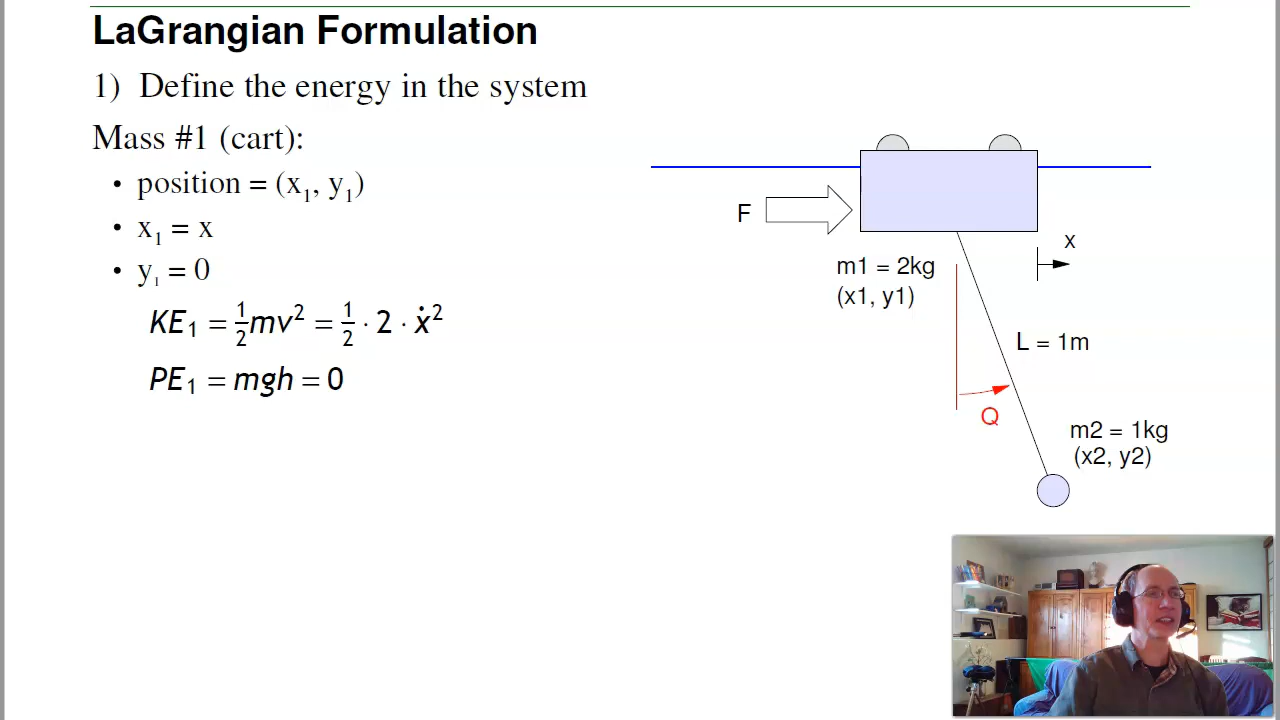 LaGrangian Formulation
1) Define the energy in the system
Mass #1 (cart):
• position = (x₁, y₁)
• x₁ = x
• y₁ = 0
KE₁ = ½mv² = ½ · 2 · ẋ²
PE₁ = mgh = 0
F
x
m1 = 2kg
(x1, y1)
L = 1m
Q
m2 = 1kg
(x2, y2)